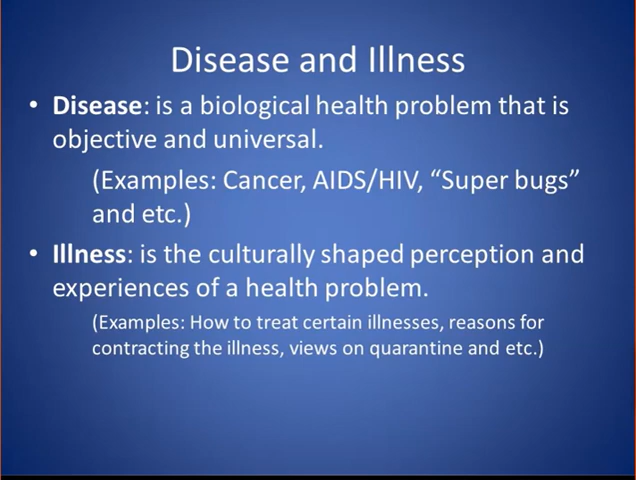 Disease and Illness
• Disease: is a biological health problem that is
objective and universal.
(Examples: Cancer, AIDS/HIV, “Super bugs”
and etc.)
• Illness: is the culturally shaped perception and
experiences of a health problem.
(Examples: How to treat certain illnesses, reasons for
contracting the illness, views on quarantine and etc.)